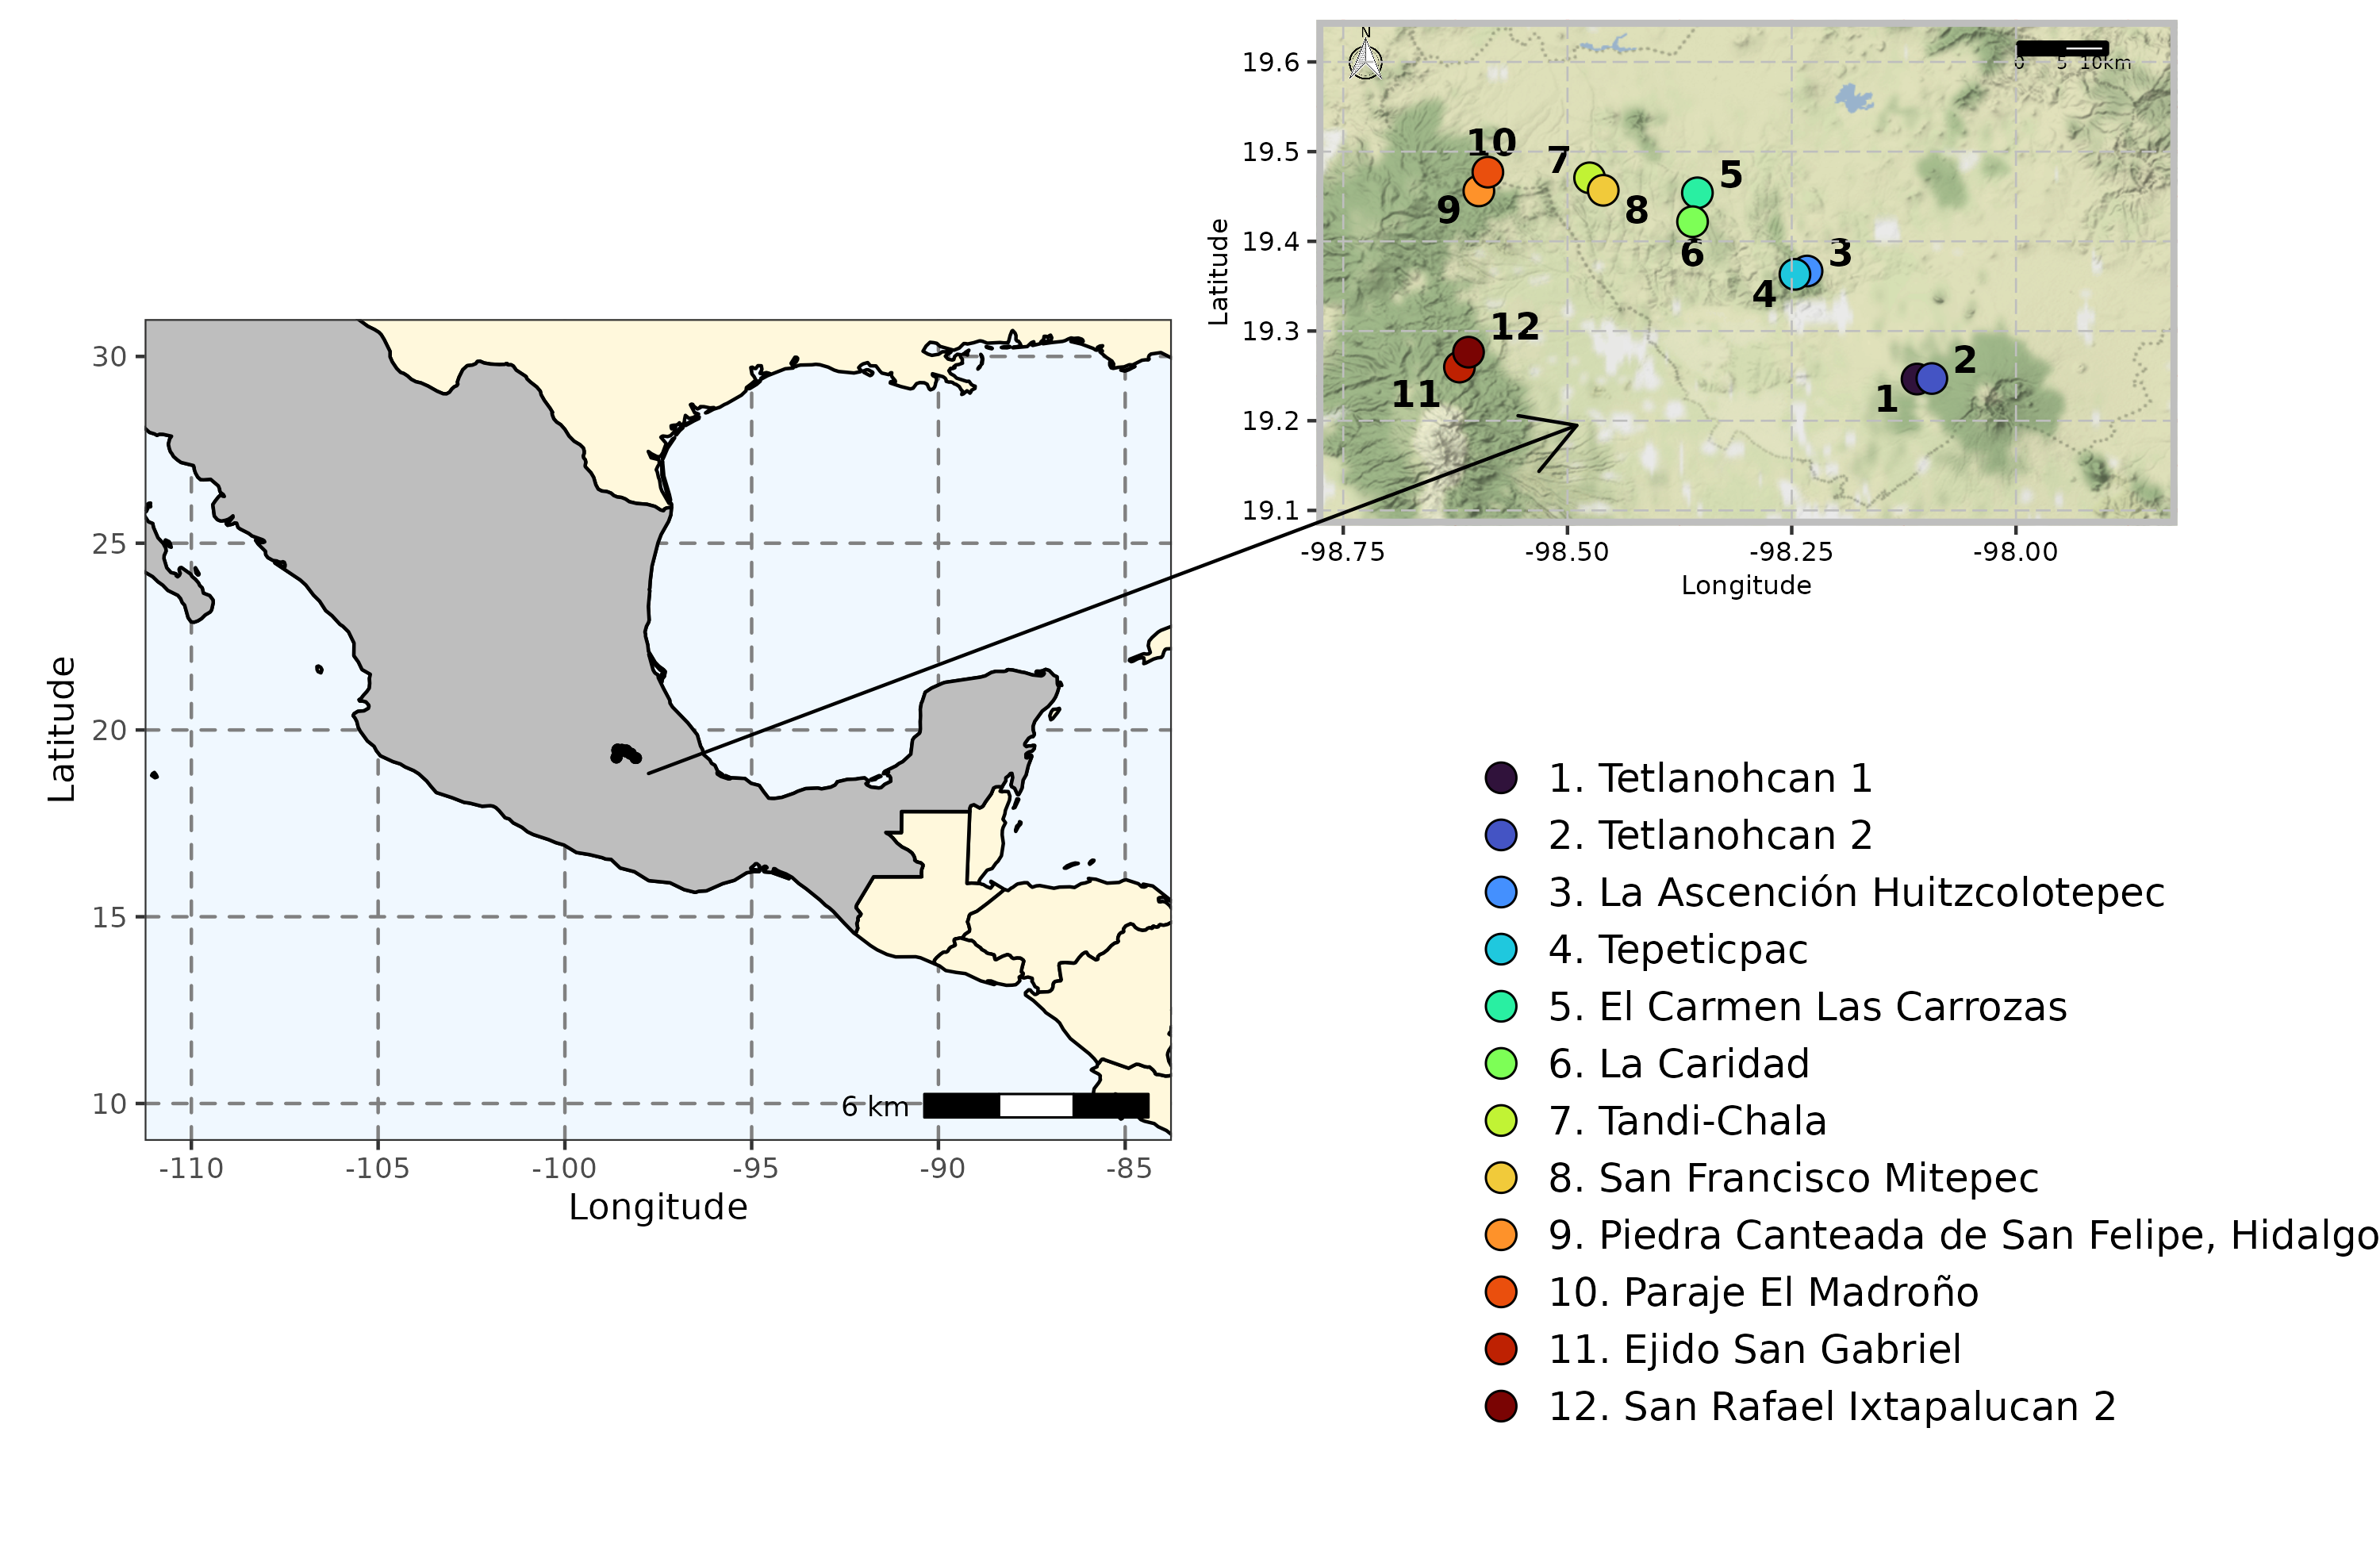 30
25
20
15
10
Latitude
-110
-105
-100
-95
-90
-85
Longitude
6 km
N
0 5 10km
19.6
19.5
19.4
19.3
19.2
19.1
Latitude
10
7
5
9
8
6
3
4
12
2
11
1
-98.75
-98.50
-98.25
-98.00
Longitude
1. Tetlanohcan 1
2. Tetlanohcan 2
3. La Ascención Huitzcolotepec
4. Tepeticpac
5. El Carmen Las Carrozas
6. La Caridad
7. Tandi-Chala
8. San Francisco Mitepec
9. Piedra Canteada de San Felipe, Hidalgo
10. Paraje El Madroño
11. Ejido San Gabriel
12. San Rafael Ixtapalucan 2